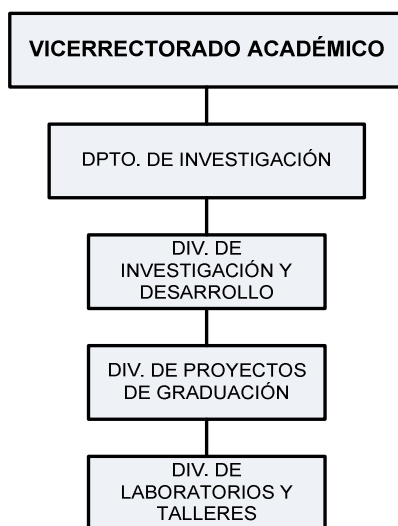 VICERRECTORADO ACADÉMICO
DPTO. DE INVESTIGACIÓN
DIV. DE
INVESTIGACIÓN Y
DESARROLLO
DIV. DE PROYECTOS
DE GRADUACIÓN
DIV. DE
LABORATORIOS Y
TALLERES